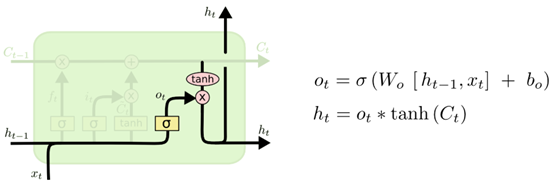 h_t
C_{t-1}
C_t
x
+
tanh
f_t
i_t
o_t
x
x
σ
σ
tanh
σ
h_{t-1}
h_t
x_t
o_t = σ (W_o [h_{t-1}, x_t] + b_o)
h_t = o_t * tanh (C_t)